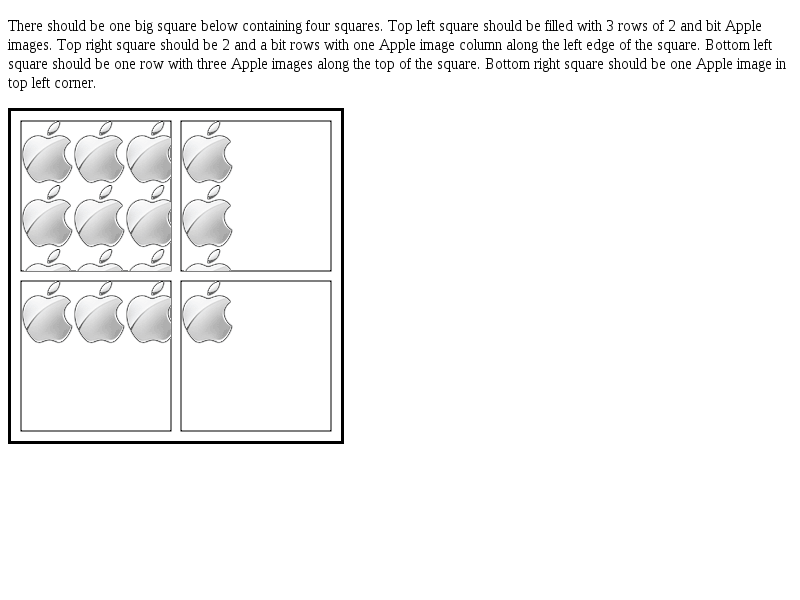 There should be one big square below containing four squares. Top left square should be filled with 3 rows of 2 and bit Apple
images. Top right square should be 2 and a bit rows with one Apple image column along the left edge of the square. Bottom left
square should be one row with three Apple images along the top of the square. Bottom right square should be one Apple image in
top left corner.